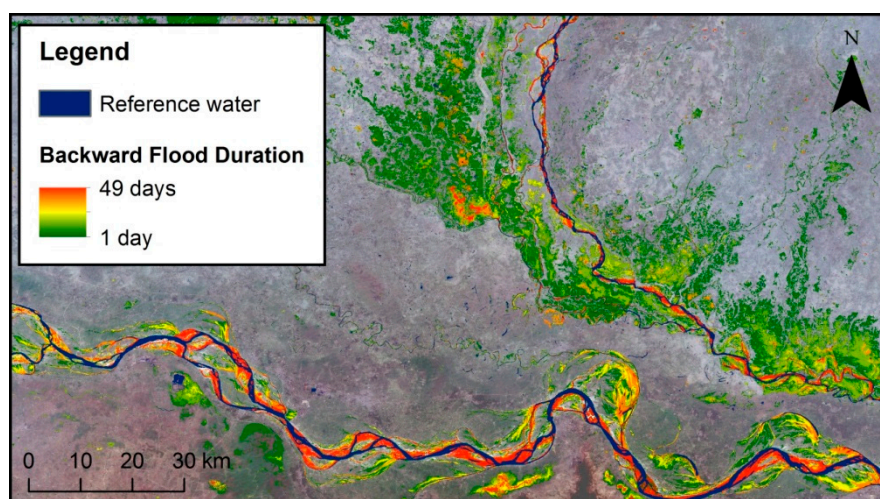 Legend
Reference water
Backward Flood Duration
49 days
1 day
N
0 10 20 30 km